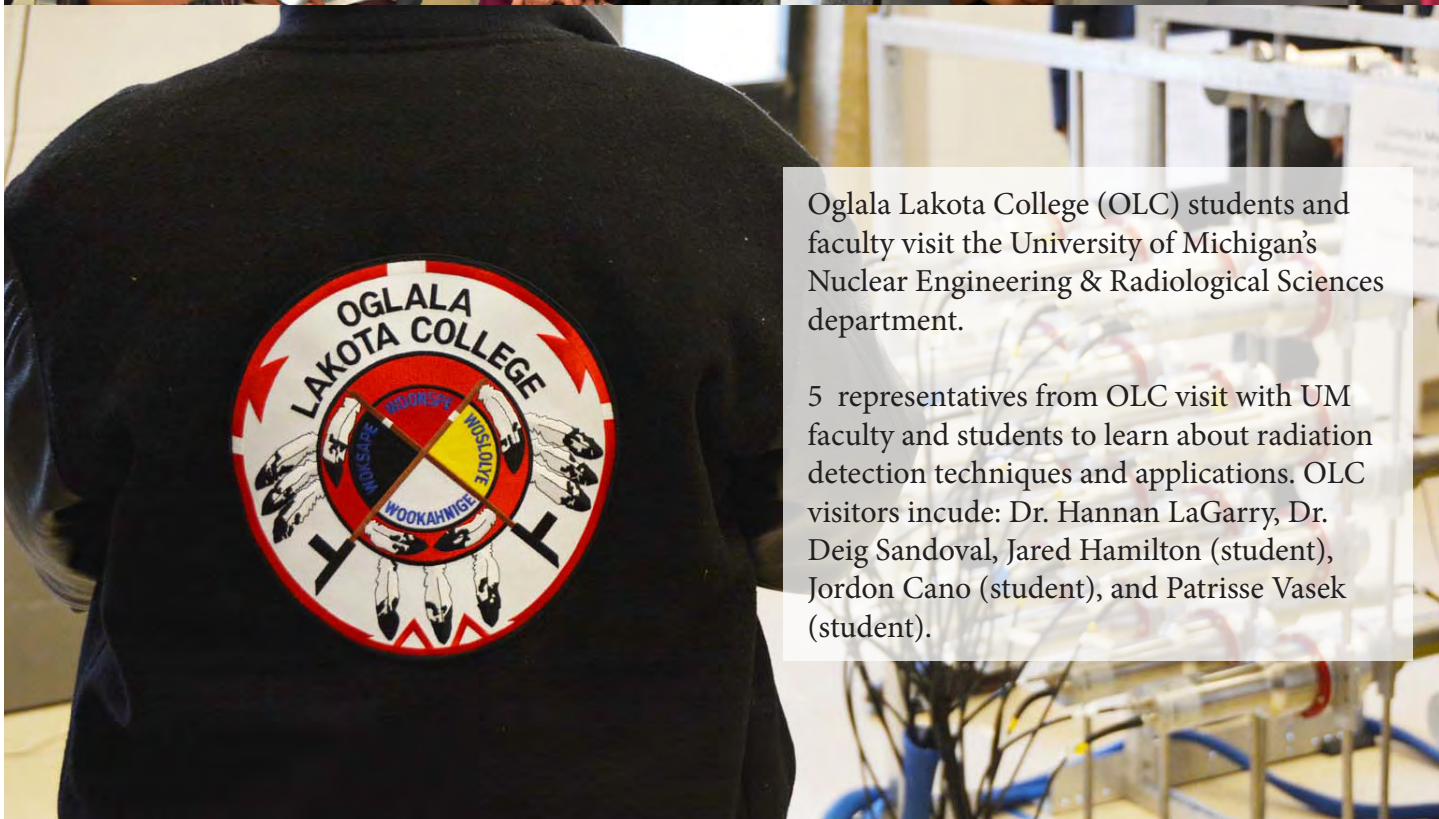 OGLALA
LAKOTA COLLEGE
WOONSPE
WOKSAPE
WOSLOLYE
WOOKAHNIGE
Oglala Lakota College (OLC) students and
faculty visit the University of Michigan’s
Nuclear Engineering & Radiological Sciences
department.
5 representatives from OLC visit with UM
faculty and students to learn about radiation
detection techniques and applications. OLC
visitors incude: Dr. Hannan LaGarry, Dr.
Deig Sandoval, Jared Hamilton (student),
Jordon Cano (student), and Patrisse Vasek
(student).